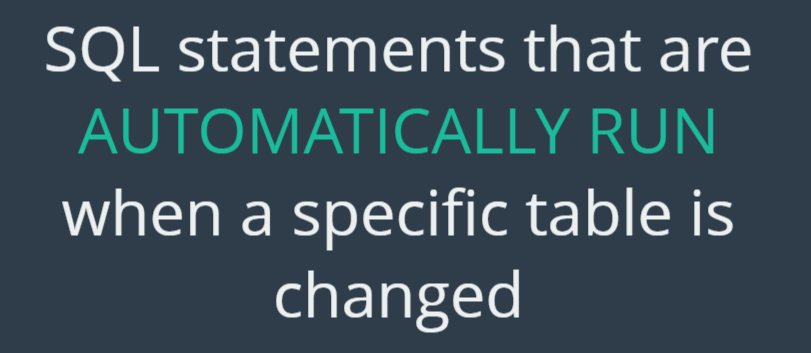 SQL statements that are
AUTOMATICALLY RUN
when a specific table is
changed